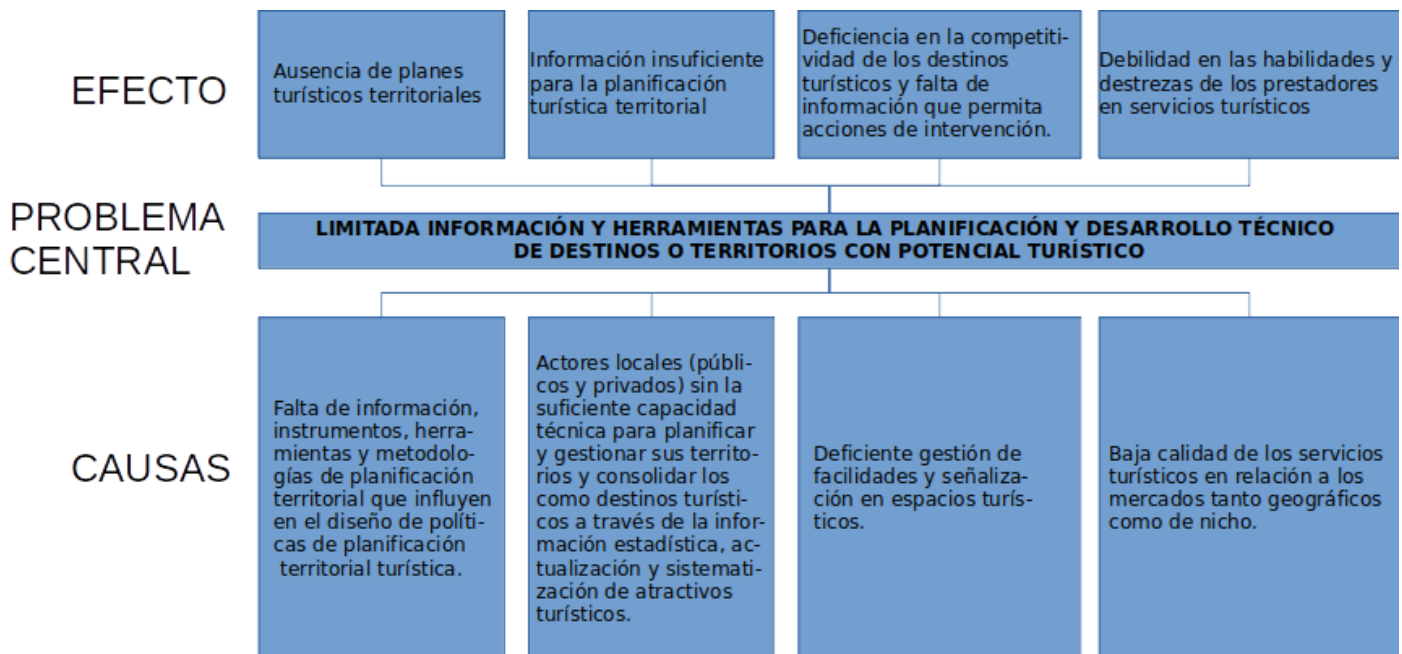 EFECTO
Ausencia de planes
turísticos territoriales
Información insuficiente
para la planificación
turística territorial
Deficiencia en la competiti-
vidad de los destinos
turísticos y falta de
información que permita
acciones de intervención.
Debilidad en las habilidades y
destrezas de los prestadores
en servicios turísticos
PROBLEMA
CENTRAL
LIMITADA INFORMACIÓN Y HERRAMIENTAS PARA LA PLANIFICACIÓN Y DESARROLLO TÉCNICO
DE DESTINOS O TERRITORIOS CON POTENCIAL TURÍSTICO
CAUSAS
Falta de información,
instrumentos, herra-
mientas y metodolo-
gías de planificación
territorial que influyen
en el diseño de políti-
cas de planificación
territorial turística.
Actores locales (públi-
cos y privados) sin la
suficiente capacidad
técnica para planificar
y gestionar sus territo-
rios y consolidar los
como destinos turísti-
cos a través de la infor-
mación estadística, ac-
tualización y sistemati-
zación de atractivos
turísticos.
Deficiente gestión de
facilidades y señaliza-
ción en espacios turís-
ticos.
Baja calidad de los servicios
turísticos en relación a los
mercados tanto geográficos
como de nicho.